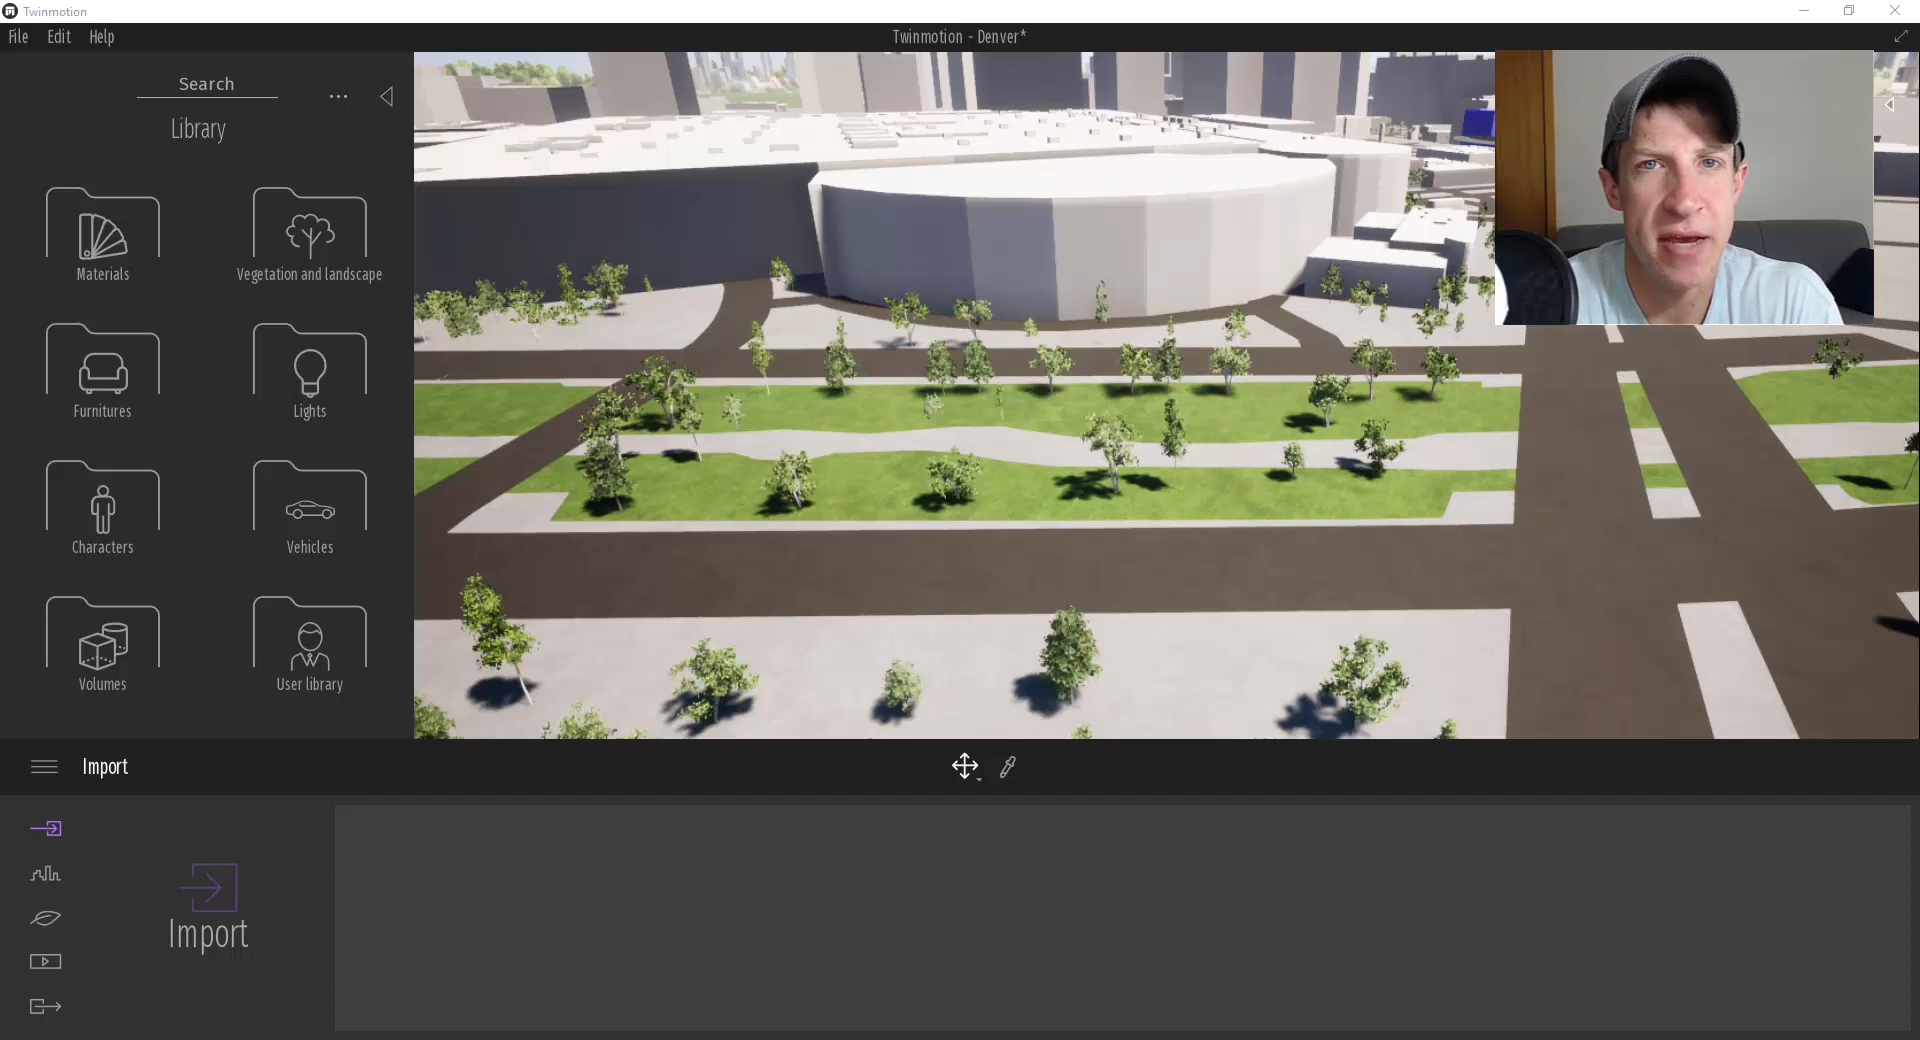 Twinmotion
File Edit Help
Twinmotion - Denver*
Search
...
Library
Materials
Vegetation and landscape
Furnitures
Lights
Characters
Vehicles
Volumes
User library
Import
Import